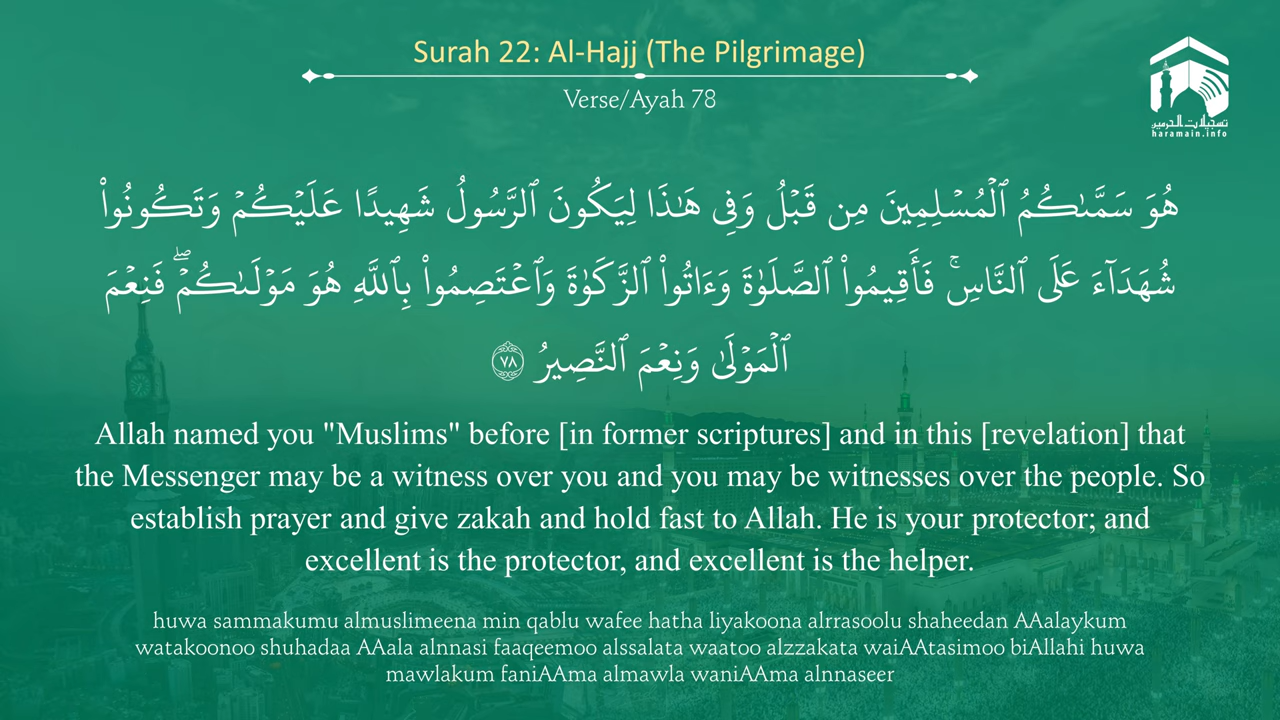 Surah 22: Al-Hajj (The Pilgrimage)
Verse/Ayah 78
تسجيلات الحرمين
haramain.info
هُوَ سَمَّىٰكُمُ ٱلْمُسْلِمِينَ مِن قَبْلُ وَفِى هَـٰذَا لِيَكُونَ ٱلرَّسُولُ شَهِيدًا عَلَيْكُمْ وَتَكُونُوا۟
شُهَدَآءَ عَلَى ٱلنَّاسِ ۚ فَأَقِيمُوا۟ ٱلصَّلَوٰةَ وَءَاتُوا۟ ٱلزَّكَوٰةَ وَٱعْتَصِمُوا۟ بِٱللَّهِ هُوَ مَوْلَىٰكُمْ ۖ فَنِعْمَ
ٱلْمَوْلَىٰ وَنِعْمَ ٱلنَّصِيرُ ٧٨
Allah named you "Muslims" before [in former scriptures] and in this [revelation] that
the Messenger may be a witness over you and you may be witnesses over the people. So
establish prayer and give zakah and hold fast to Allah. He is your protector; and
excellent is the protector, and excellent is the helper.
huwa sammakumu almuslimeena min qablu wafee hatha liyakoona alrrasoolu shaheedan AAalaykum
watakoonoo shuhadaa AAala alnnasi faaqeemoo alssalata waatoo alzzakata waiAAtasimoo biAllahi huwa
mawlakum faniAAma almawla waniAAma alnnaseer